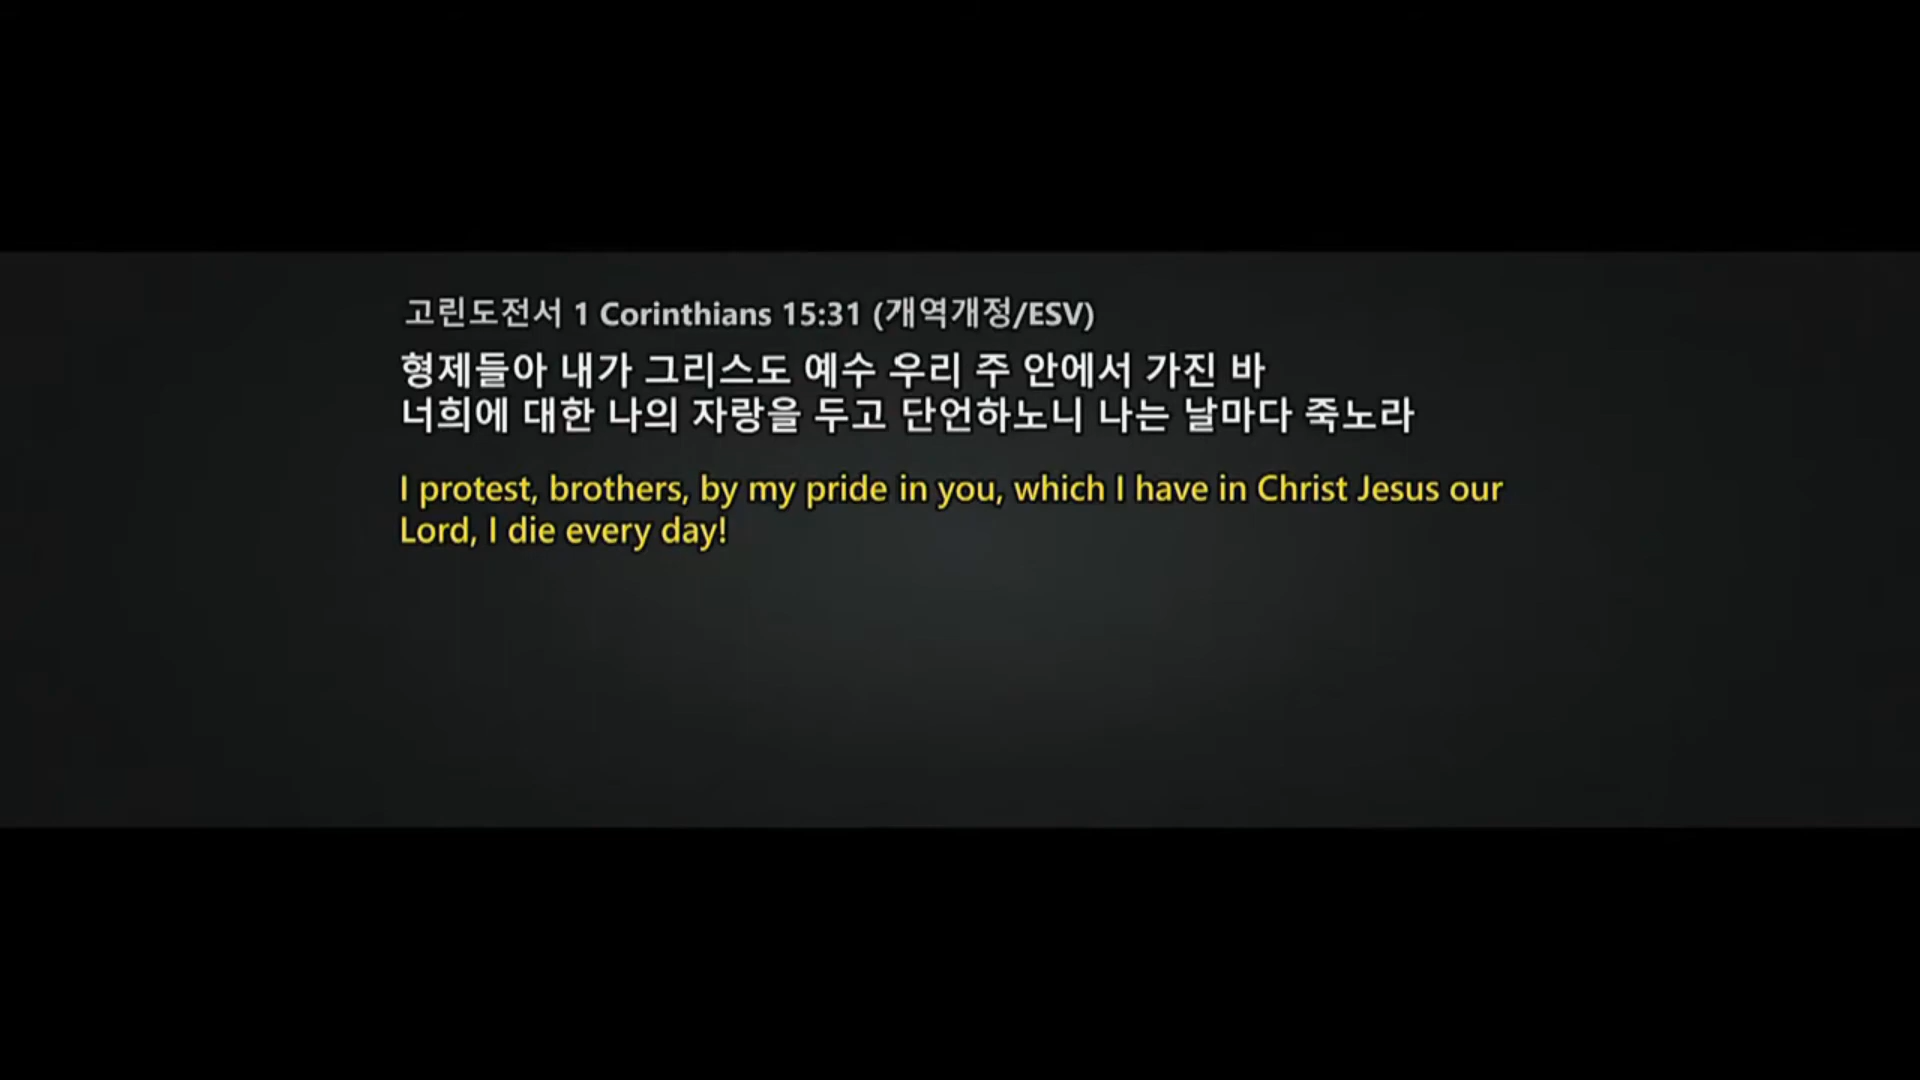 고린도전서 1 Corinthians 15:31 (개역개정/ESV)
형제들아 내가 그리스도 예수 우리 주 안에서 가진 바
너희에 대한 나의 자랑을 두고 단언하노니 나는 날마다 죽노라
I protest, brothers, by my pride in you, which I have in Christ Jesus our
Lord, I die every day!